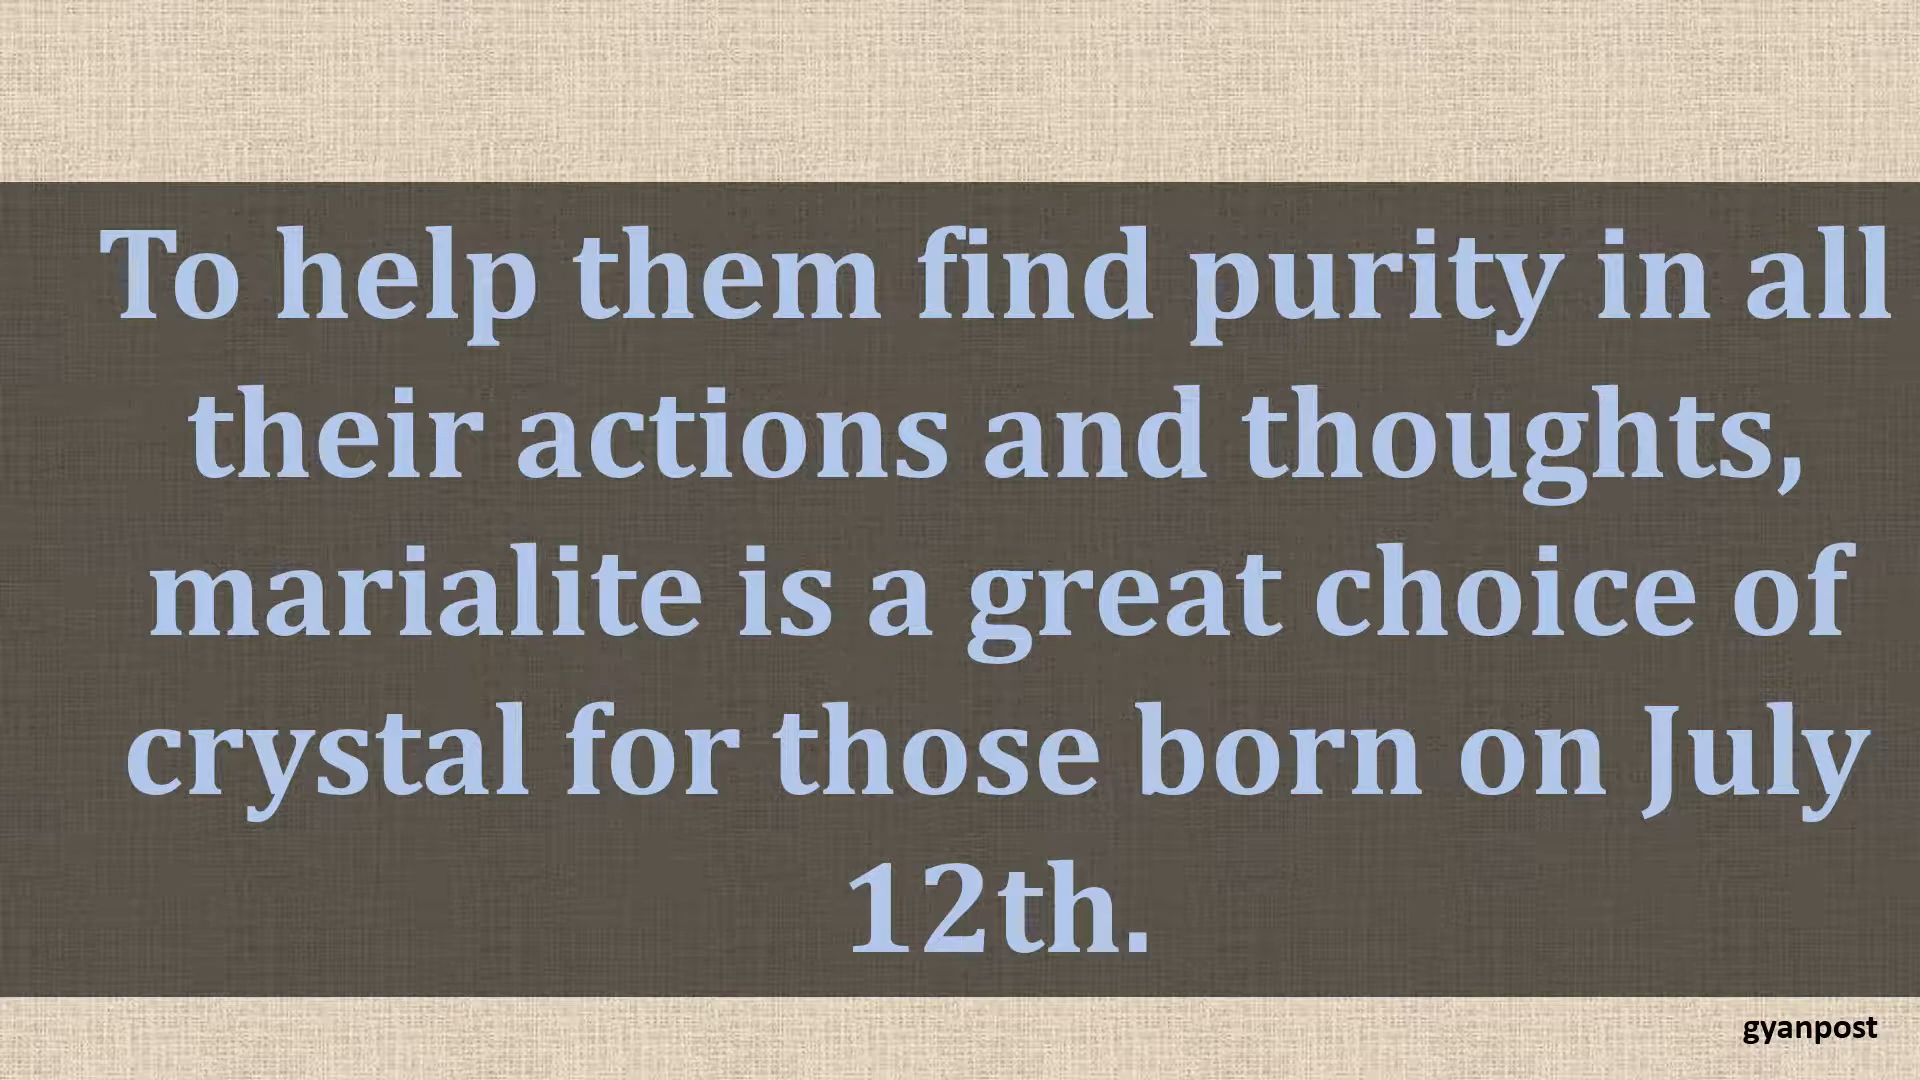 To help them find purity in all
their actions and thoughts,
marialite is a great choice of
crystal for those born on July
12th.
gyanpost